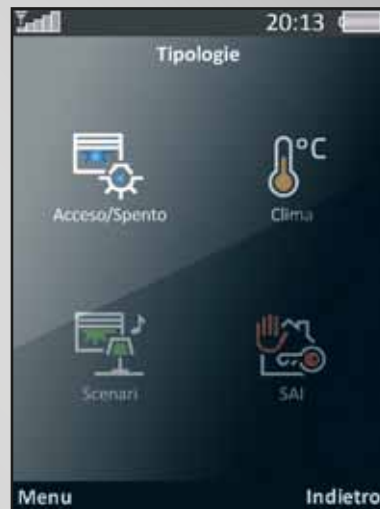 20:13
Tipologie
Acceso/Spento
°C
Clima
Scenari
SAI
Menu
Indietro